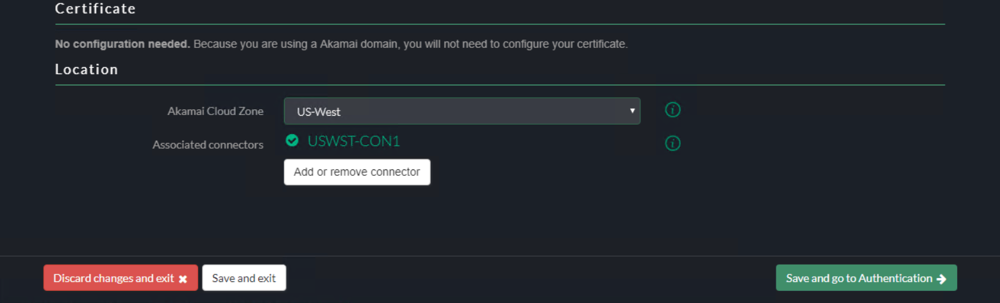 Certificate
No configuration needed. Because you are using a Akamai domain, you will not need to configure your certificate.
Location
Akamai Cloud Zone US-West
Associated connectors USWST-CON1
Add or remove connector
Discard changes and exit Save and exit Save and go to Authentication